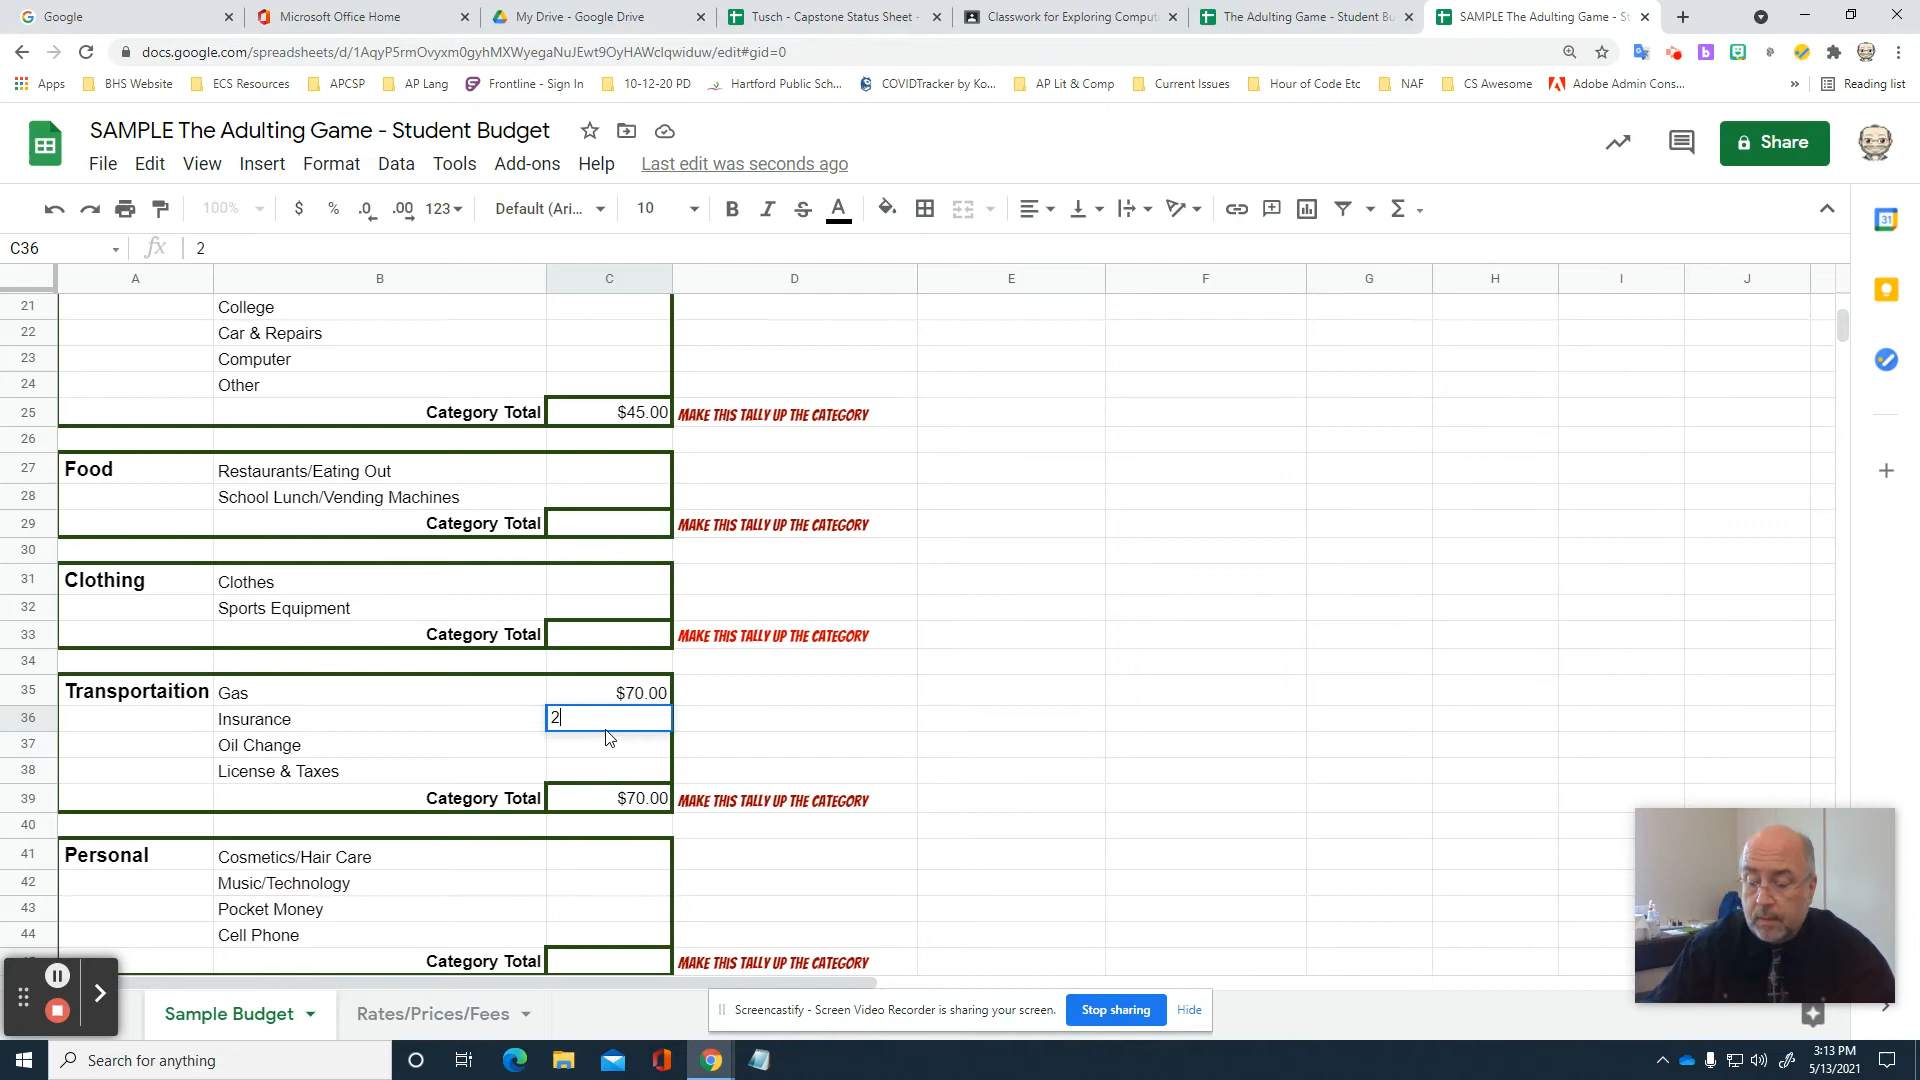 Google
Microsoft Office Home
My Drive - Google Drive
Tusch - Capstone Status Sheet -
Classwork for Exploring Comput
The Adulting Game - Student Bu
SAMPLE The Adulting Game - St
docs.google.com/spreadsheets/d/1AqyP5rmOvyxm0gyhMXWyegaNuJEwt9OyHAWcIqwiduw/edit#gid=0
Apps
BHS Website
ECS Resources
APCSP
AP Lang
Frontline - Sign In
10-12-20 PD
Hartford Public Sch...
COVIDTracker by Ko...
AP Lit & Comp
Current Issues
Hour of Code Etc
NAF
CS Awesome
Adobe Admin Cons...
»
Reading list
SAMPLE The Adulting Game - Student Budget
Share
File Edit View Insert Format Data Tools Add-ons Help Last edit was seconds ago
100% $ % .0 .00 123 Default (Ari... 10 B I S A Σ
C36 fx 2
A B C D E F G H I J
21 College
22 Car & Repairs
23 Computer
24 Other
25 Category Total $45.00 MAKE THIS TALLY UP THE CATEGORY
26
27 Food Restaurants/Eating Out
28 School Lunch/Vending Machines
29 Category Total MAKE THIS TALLY UP THE CATEGORY
30
31 Clothing Clothes
32 Sports Equipment
33 Category Total MAKE THIS TALLY UP THE CATEGORY
34
35 Transportaition Gas $70.00
36 Insurance 2
37 Oil Change
38 License & Taxes
39 Category Total $70.00 MAKE THIS TALLY UP THE CATEGORY
40
41 Personal Cosmetics/Hair Care
42 Music/Technology
43 Pocket Money
44 Cell Phone
Category Total MAKE THIS TALLY UP THE CATEGORY
Sample Budget
Rates/Prices/Fees
Screencastify - Screen Video Recorder is sharing your screen.
Stop sharing
Hide
Search for anything
3:13 PM
5/13/2021